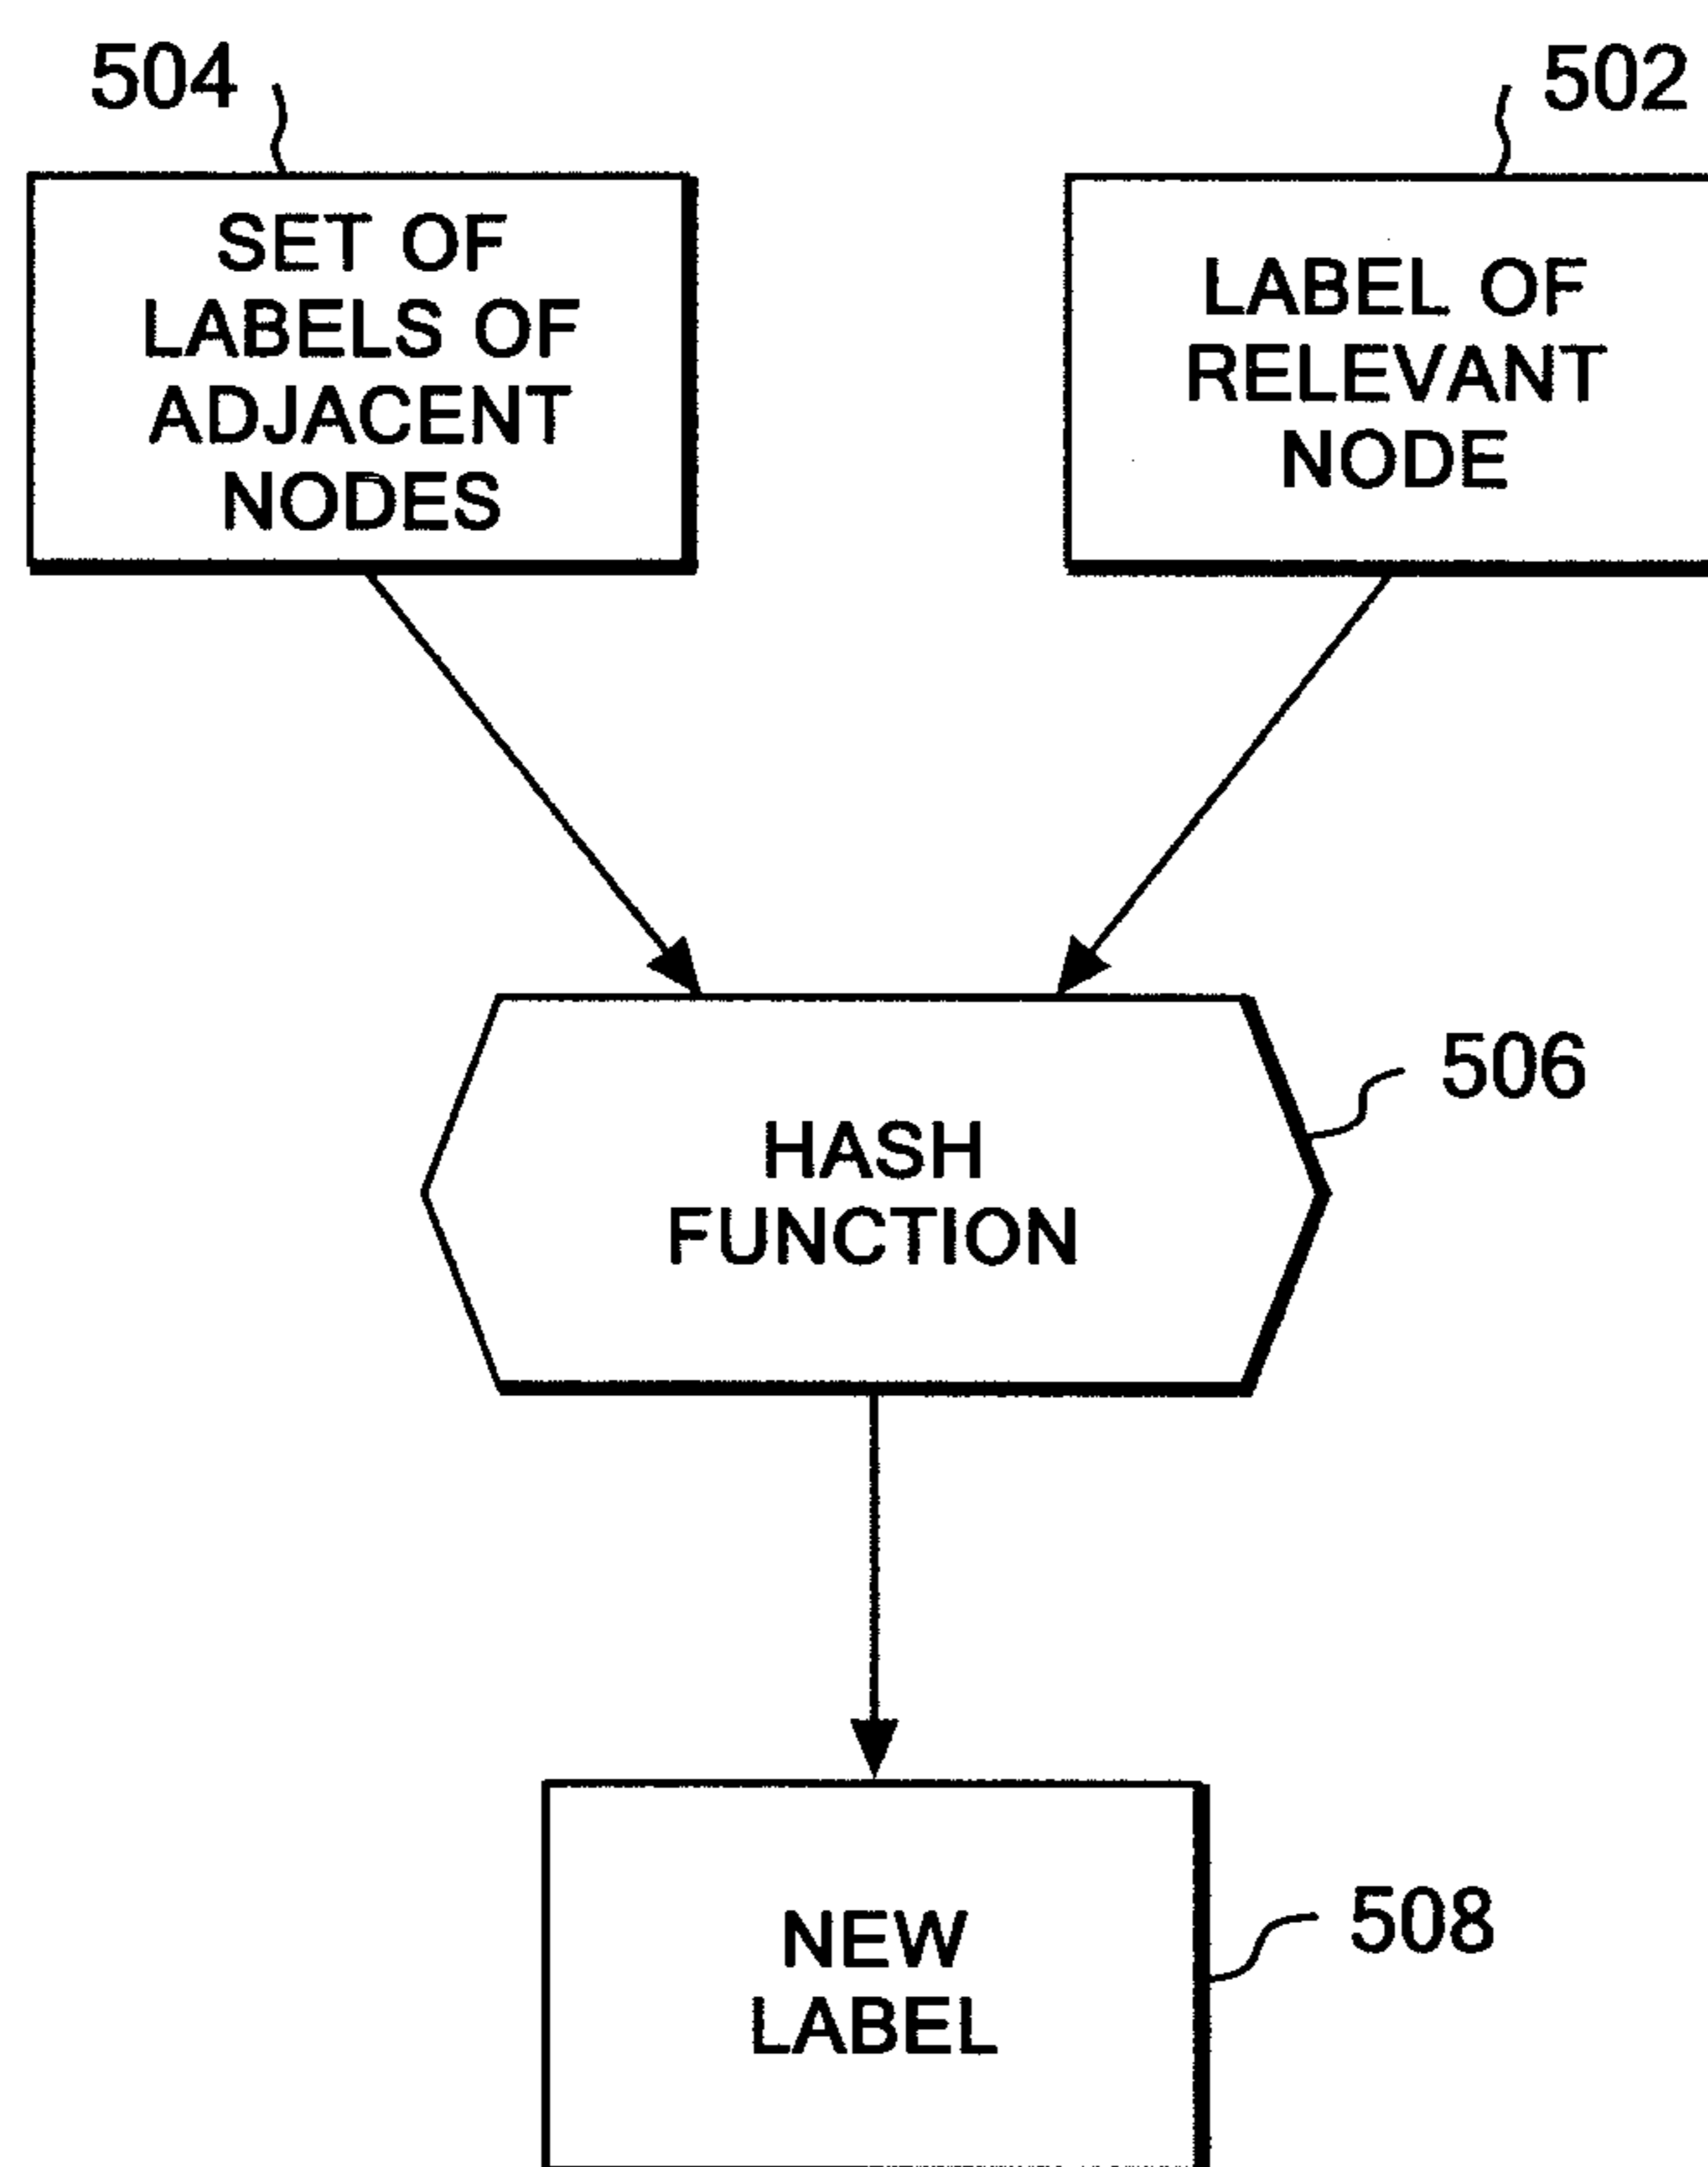 504
SET OF
LABELS OF
ADJACENT
NODES
502
LABEL OF
RELEVANT
NODE
506
HASH
FUNCTION
508
NEW
LABEL